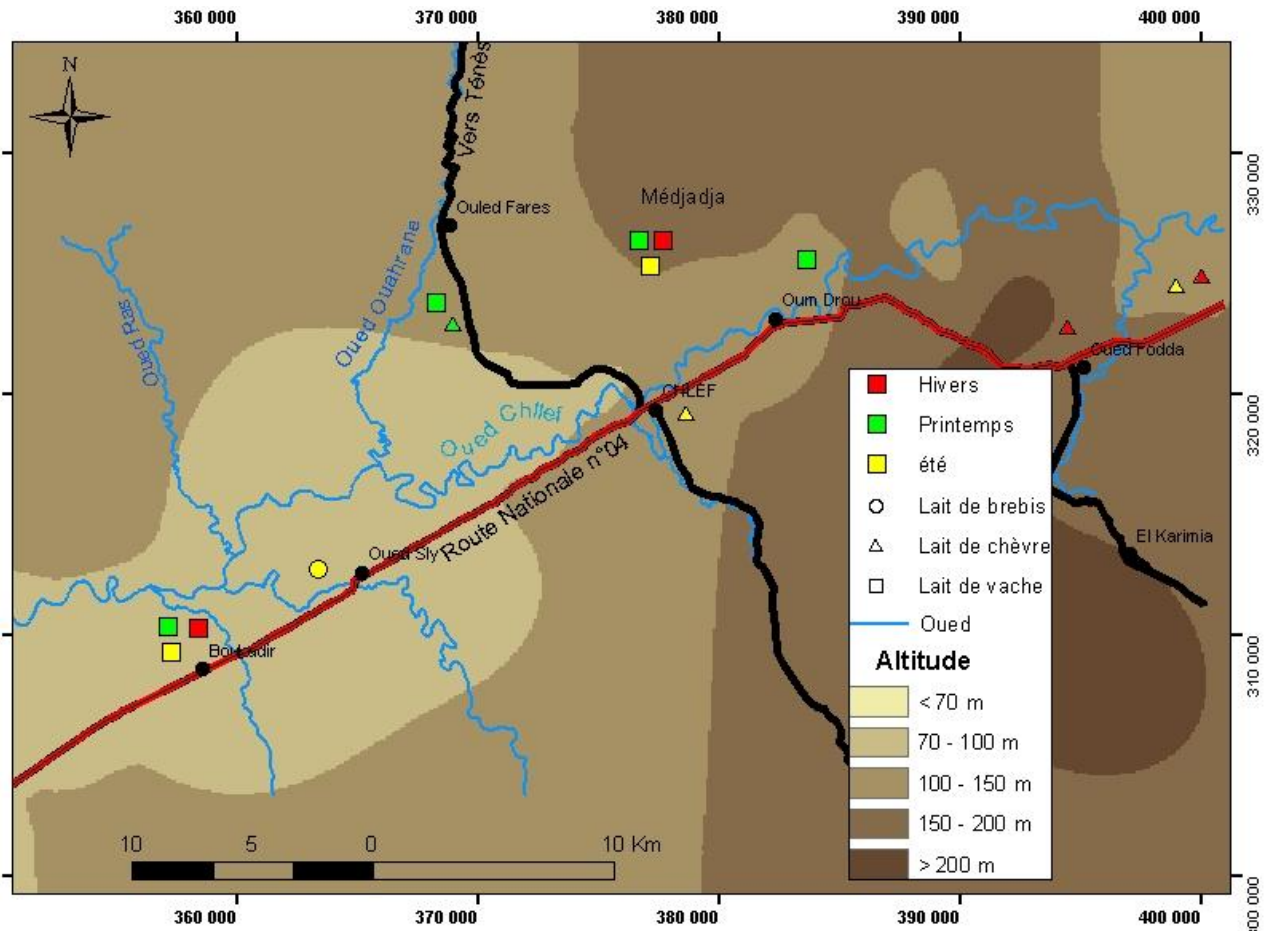 360 000 370 000 380 000 390 000 400 000
N
Vers Ténès
330 000
Médjadja
Ouled Fares
Oued Ouahrane
Oued Ras
Oum Drou
Oued Fodda
CHLEF
320 000
Oued Chllef
Route Nationale n°04
Oued Sly
El Karimia
310 000
Boukadir
Hivers
Printemps
été
Lait de brebis
Lait de chèvre
Lait de vache
Oued
Altitude
< 70 m
70 - 100 m
100 - 150 m
150 - 200 m
> 200 m
10 5 0 10 Km
300 000
360 000 370 000 380 000 390 000 400 000